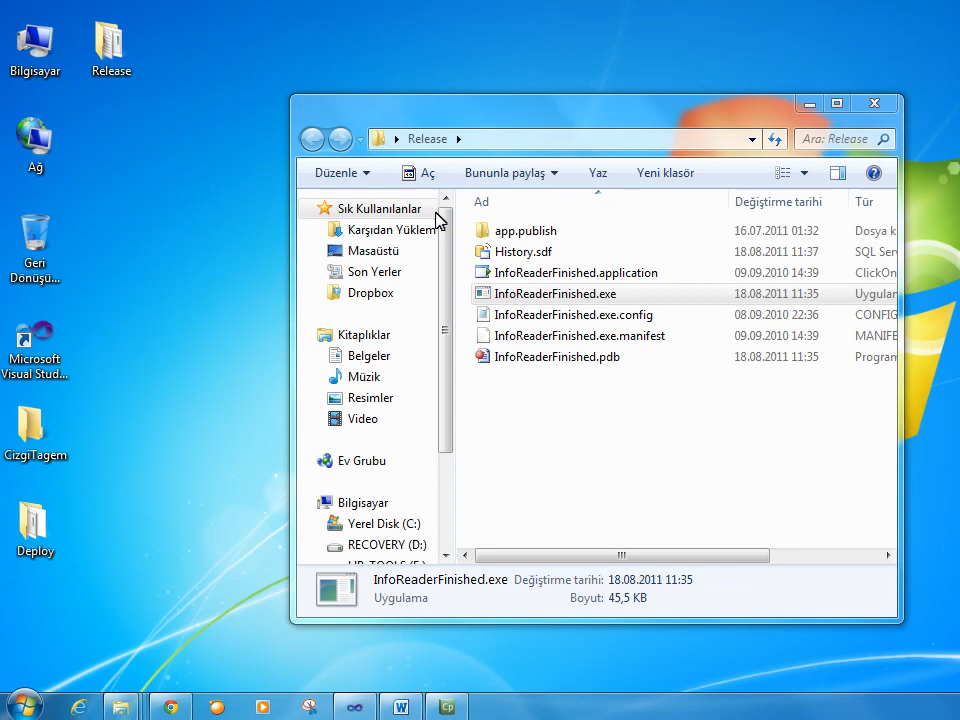 Bilgisayar
Release
Ağ
Geri
Dönüşü...
Microsoft
Visual Stud...
CizgiTagem
Deploy
Release
Ara: Release
Düzenle
Aç
Bununla paylaş
Yaz
Yeni klasör
Sık Kullanılanlar
Karşıdan Yüklem
Masaüstü
Son Yerler
Dropbox
Kitaplıklar
Belgeler
Müzik
Resimler
Video
Ev Grubu
Bilgisayar
Yerel Disk (C:)
RECOVERY (D:)
Ad Değiştirme tarihi Tür
app.publish 16.07.2011 01:32 Dosya k
History.sdf 18.08.2011 11:37 SQL Ser
InfoReaderFinished.application 09.09.2010 14:39 ClickOn
InfoReaderFinished.exe 18.08.2011 11:35 Uygular
InfoReaderFinished.exe.config 08.09.2010 22:36 CONFIG
InfoReaderFinished.exe.manifest 09.09.2010 14:39 MANIFE
InfoReaderFinished.pdb 18.08.2011 11:35 Program
InfoReaderFinished.exe Değiştirme tarihi: 18.08.2011 11:35
Uygulama Boyut: 45,5 KB
Cp